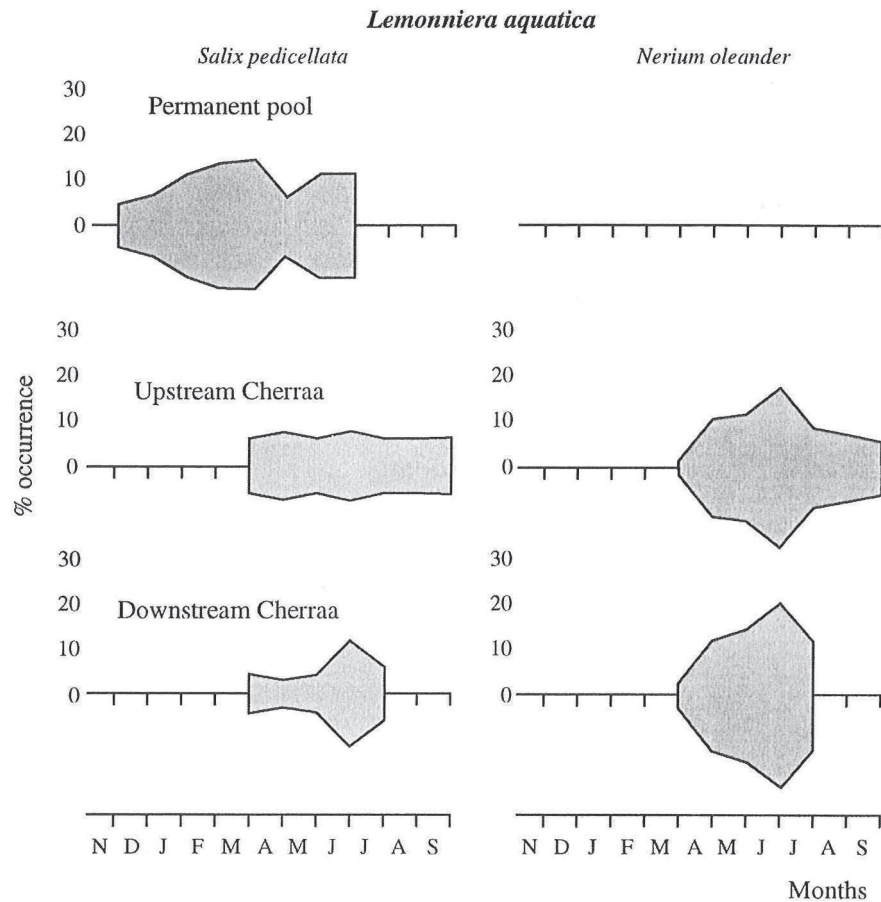 Lemonniera aquatica
Salix pedicellata
Nerium oleander
30
Permanent pool
20
10
0
30
30
20
Upstream Cherraa
20
10
10
0
0
% occurrence
30
30
20
Downstream Cherraa
20
10
10
0
0
N D J F M A M J J A S
N D J F M A M J J A S
Months